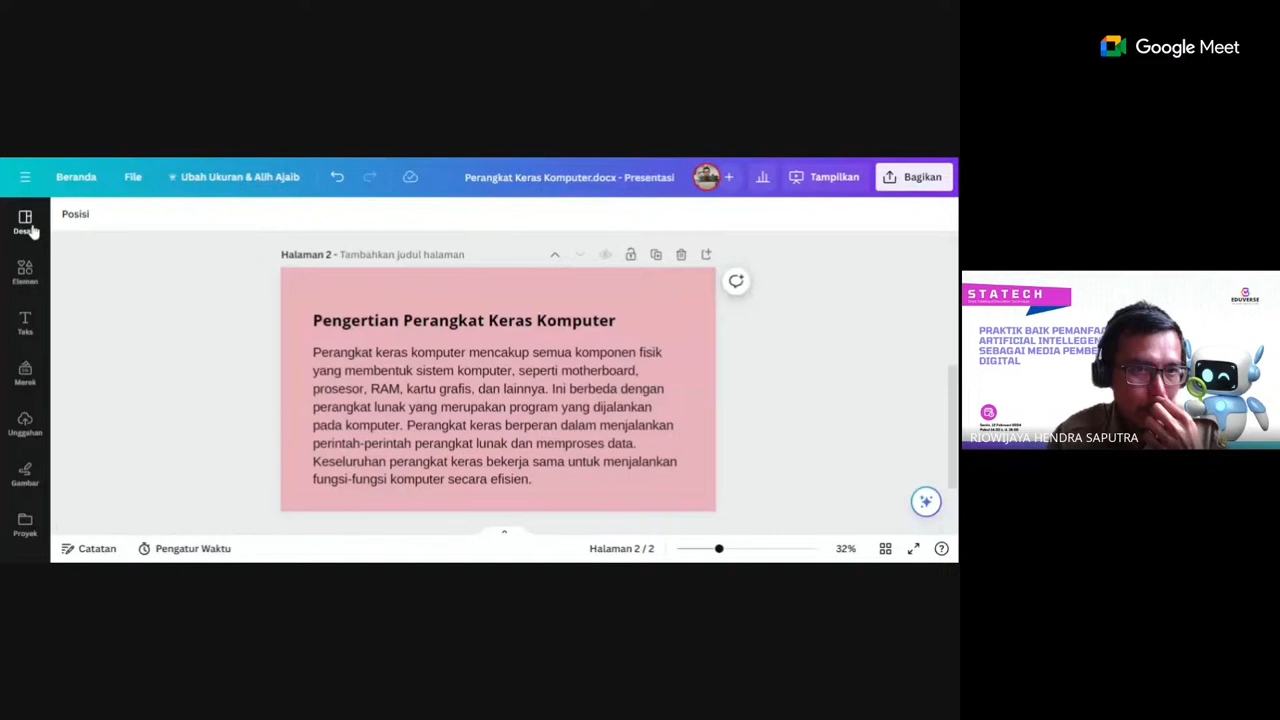 Google Meet
Beranda
File
Ubah Ukuran & Alih Ajaib
Perangkat Keras Komputer.docx - Presentasi
Tampilkan
Bagikan
Posisi
Elemen
Teks
Merek
Unggahan
Gambar
Proyek
Halaman 2 - Tambahkan judul halaman
Pengertian Perangkat Keras Komputer
Perangkat keras komputer mencakup semua komponen fisik
yang membentuk sistem komputer, seperti motherboard,
prosesor, RAM, kartu grafis, dan lainnya. Ini berbeda dengan
perangkat lunak yang merupakan program yang dijalankan
pada komputer. Perangkat keras berperan dalam menjalankan
perintah-perintah perangkat lunak dan memproses data.
Keseluruhan perangkat keras bekerja sama untuk menjalankan
fungsi-fungsi komputer secara efisien.
Catatan
Pengatur Waktu
Halaman 2 / 2
32%
STATECH
EDUVERSE
PRAKTIK BAIK PEMANFA
ARTIFICIAL INTELLEGEN
SEBAGAI MEDIA PEMBE
DIGITAL
RIOWIJAYA HENDRA SAPUTRA